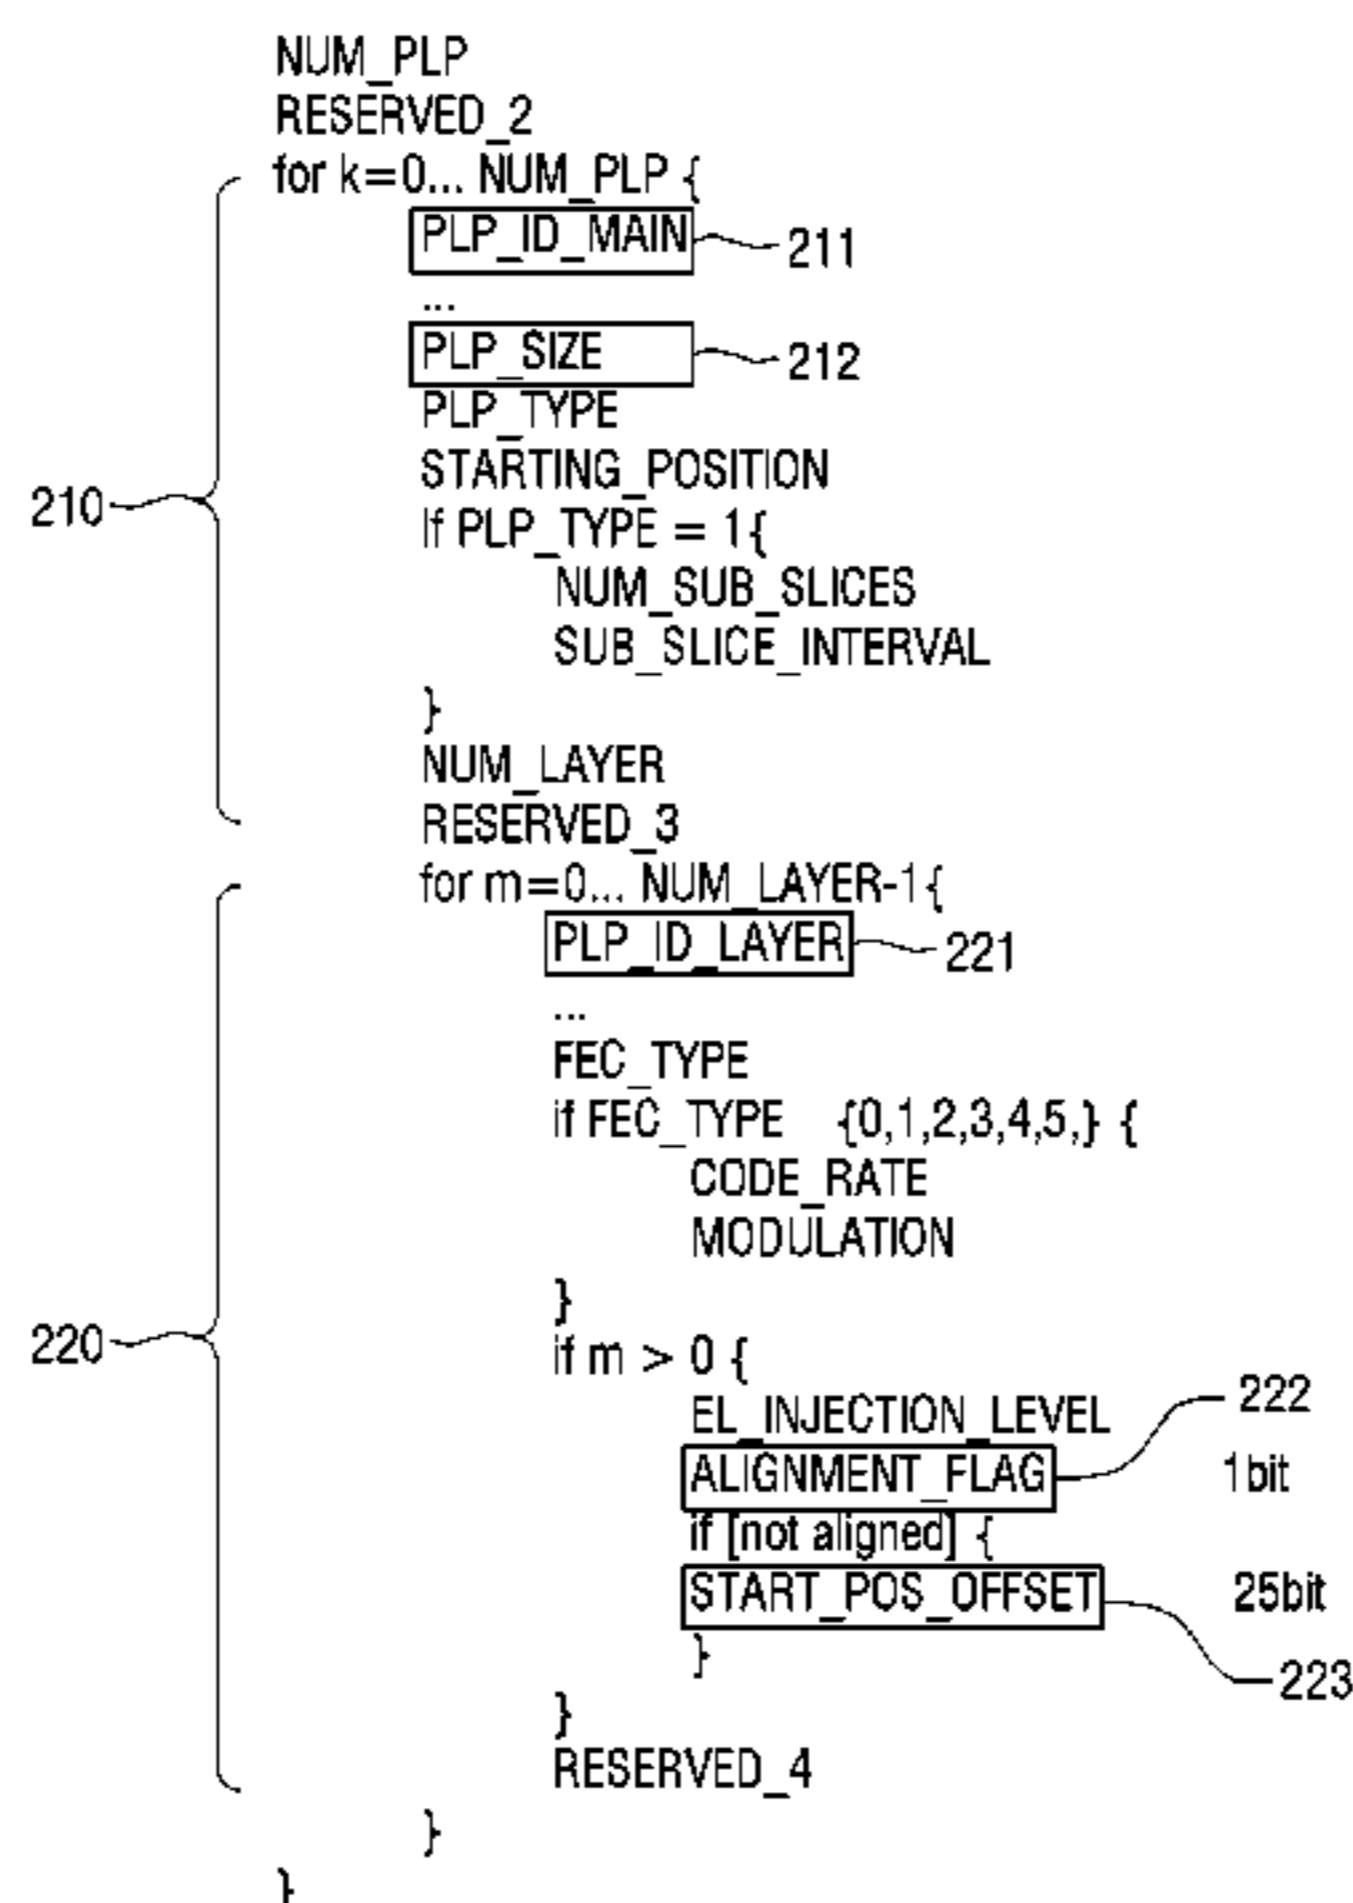 NUM_PLP
RESERVED_2
for k=0... NUM_PLP {
PLP_ID_MAIN 211
...
PLP_SIZE 212
PLP_TYPE
STARTING_POSITION
210 if PLP_TYPE = 1{
NUM_SUB_SLICES
SUB_SLICE_INTERVAL
}
NUM_LAYER
RESERVED_3
for m=0... NUM_LAYER-1{
PLP_ID_LAYER 221
...
FEC_TYPE
if FEC_TYPE {0,1,2,3,4,5,} {
CODE_RATE
MODULATION
}
220 if m > 0 {
EL_INJECTION_LEVEL 222
ALIGNMENT_FLAG 1bit
if [not aligned] {
START_POS_OFFSET 25bit
} 223
}
RESERVED_4
}
}